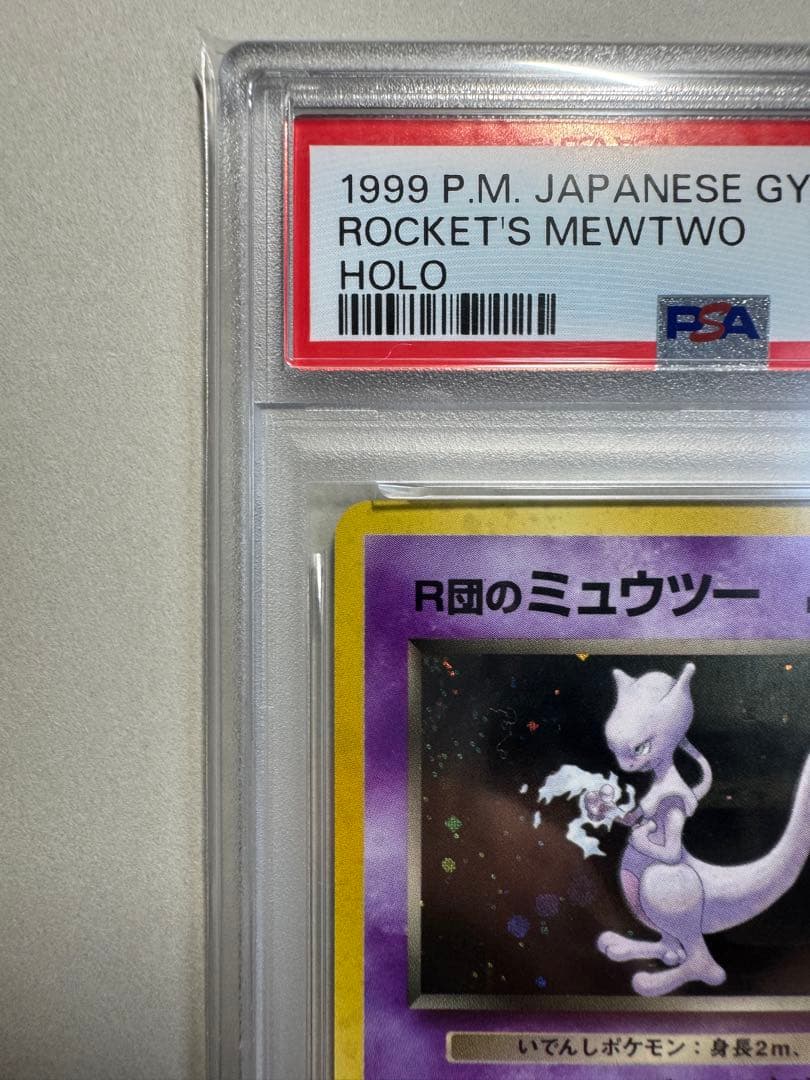 1999 P.M. JAPANESE GY
ROCKET'S MEWTWO
HOLO
PSA
R団のミュウツー
いでんしポケモン：身長2m、